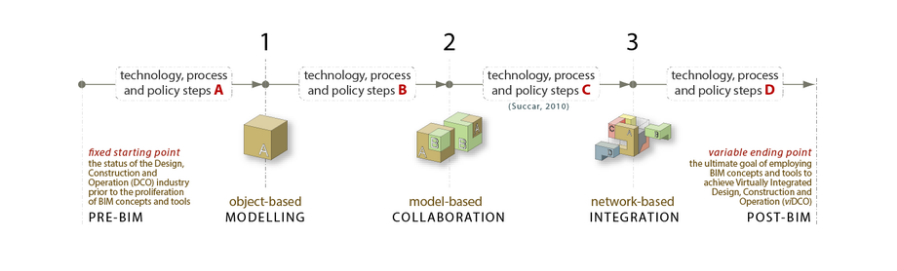 1
2
3
technology, process
and policy steps A
technology, process
and policy steps B
technology, process
and policy steps C
(Succar, 2010)
technology, process
and policy steps D
fixed starting point
the status of the Design,
Construction and
Operation (DCO) industry
prior to the proliferation
of BIM concepts and tools
PRE-BIM
A
object-based
MODELLING
A
B
B
A
model-based
COLLABORATION
C
A
B
network-based
INTEGRATION
variable ending point
the ultimate goal of employing
BIM concepts and tools to
achieve Virtually Integrated
Design, Construction and
Operation (viDCO)
POST-BIM